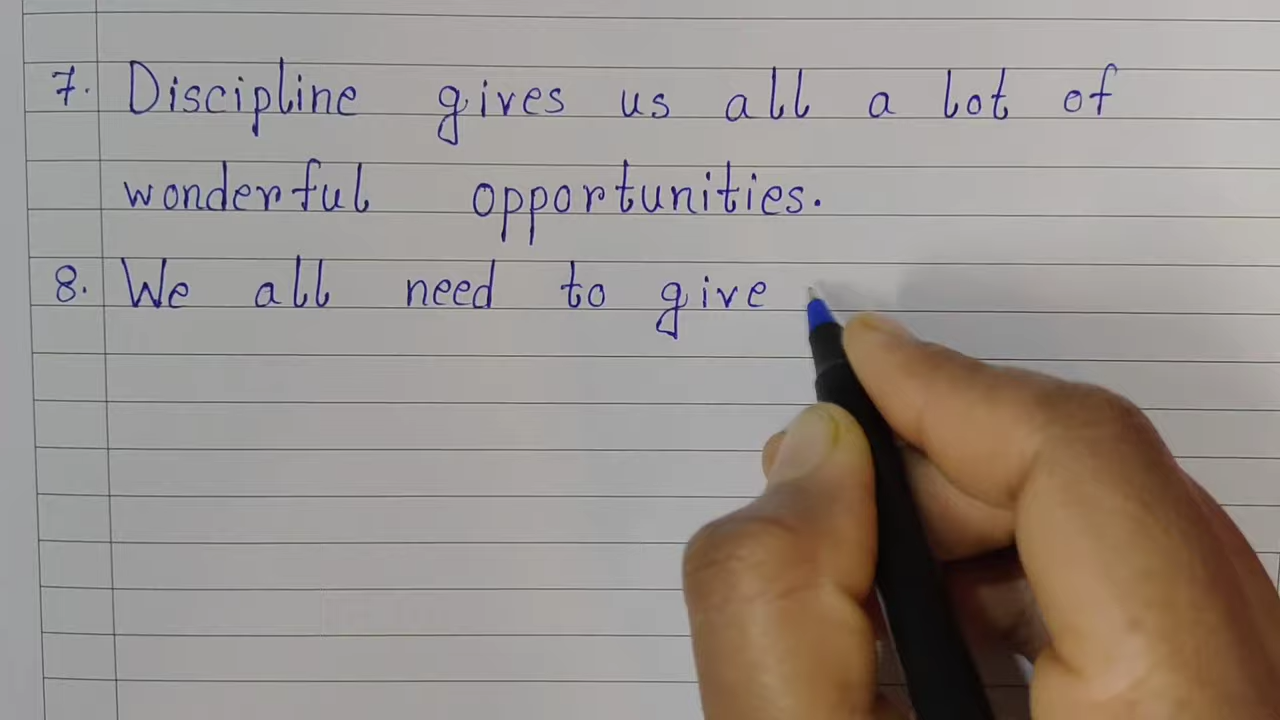 7. Discipline gives us all a lot of
wonderful opportunities.
8. We all need to give